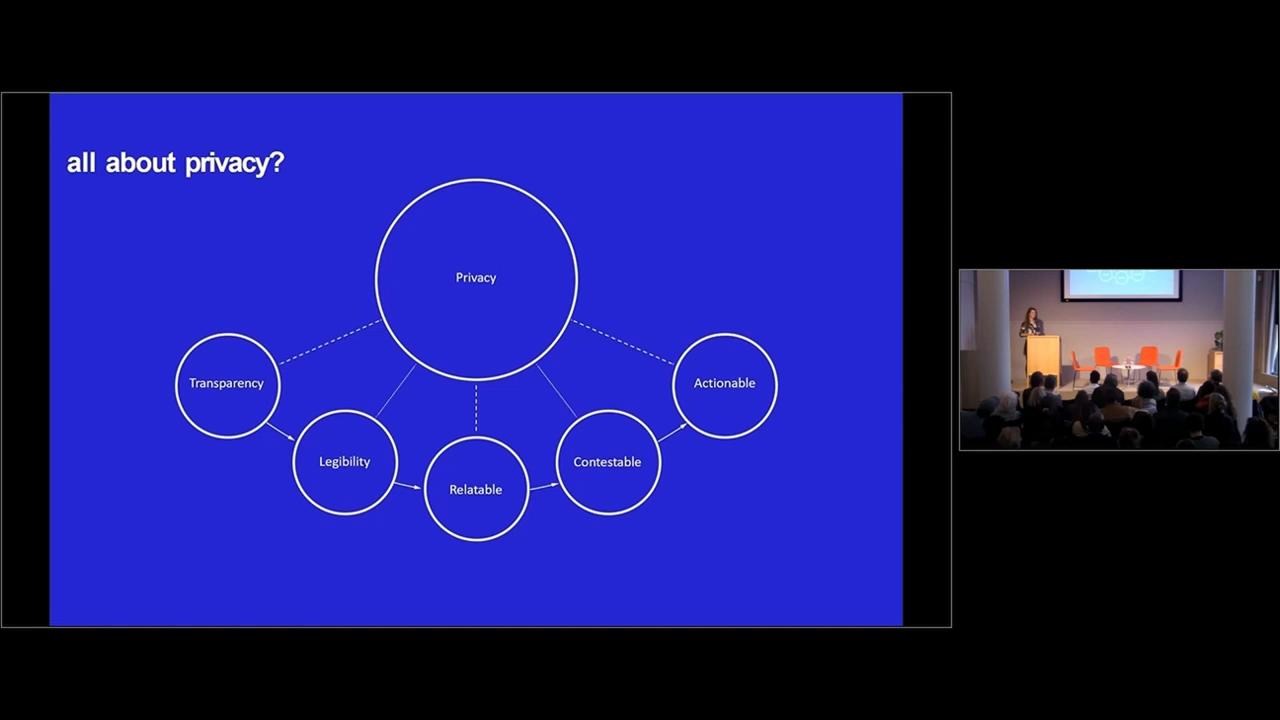 all about privacy?
Privacy
Transparency
Actionable
Legibility
Contestable
Relatable